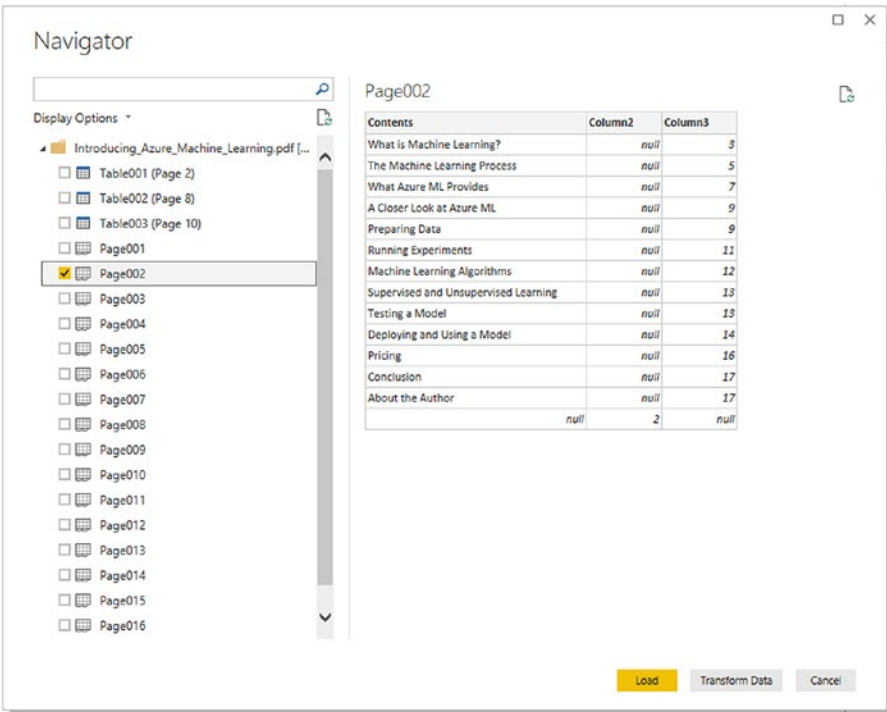 Navigator
Display Options
Introducing_Azure_Machine_Learning.pdf [...
Table001 (Page 2)
Table002 (Page 8)
Table003 (Page 10)
Page001
Page002
Page003
Page004
Page005
Page006
Page007
Page008
Page009
Page010
Page011
Page012
Page013
Page014
Page015
Page016
Page002
Contents Column2 Column3
What is Machine Learning? null 3
The Machine Learning Process null 5
What Azure ML Provides null 7
A Closer Look at Azure ML null 9
Preparing Data null 9
Running Experiments null 11
Machine Learning Algorithms null 12
Supervised and Unsupervised Learning null 13
Testing a Model null 13
Deploying and Using a Model null 14
Pricing null 16
Conclusion null 17
About the Author null 17
null 2 null
Load Transform Data Cancel